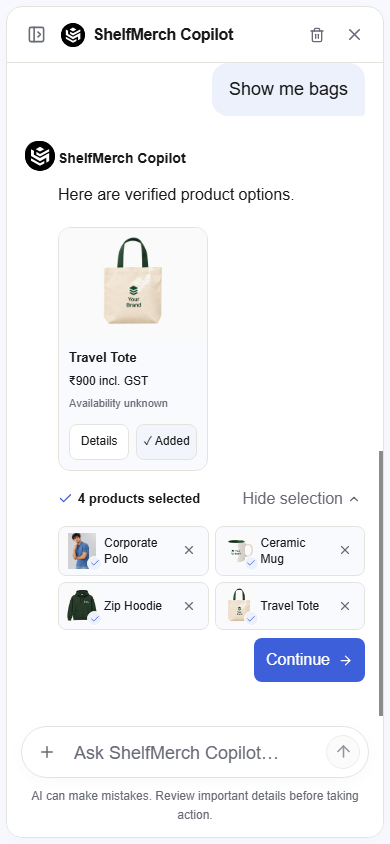 ShelfMerch Copilot
Show me bags
ShelfMerch Copilot
Here are verified product options.
Your
Brand
Travel Tote
₹900 incl. GST
Availability unknown
Details
✓ Added
4 products selected
Hide selection
Corporate
Polo
Ceramic
Mug
Zip Hoodie
Travel Tote
Continue →
Ask ShelfMerch Copilot…
AI can make mistakes. Review important details before taking
action.